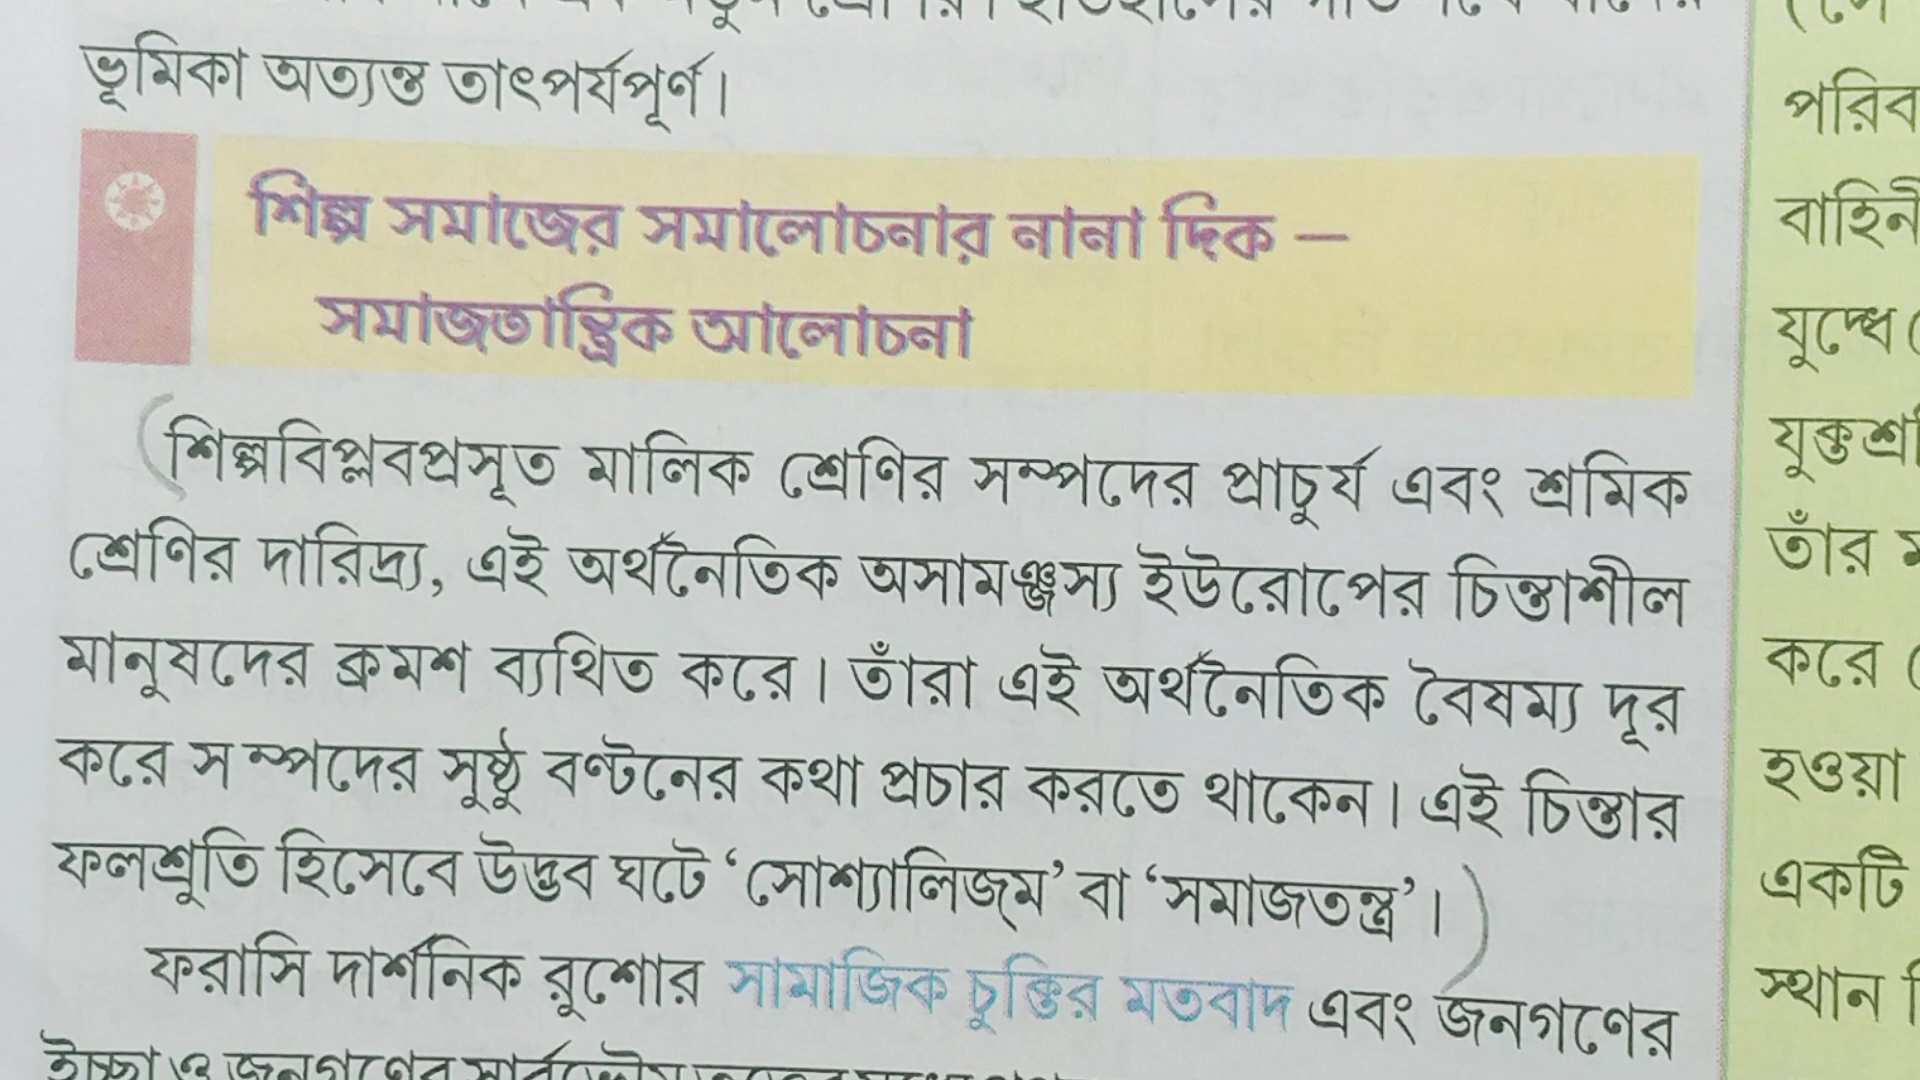 ভূমিকা অত্যন্ত তাৎপর্যপূর্ণ।
শিল্প সমাজের সমালোচনার নানা দিক —
সমাজতান্ত্রিক আলোচনা
শিল্পবিপ্লবপ্রসূত মালিক শ্রেণির সম্পদের প্রাচুর্য এবং শ্রমিক
শ্রেণির দারিদ্র্য, এই অর্থনৈতিক অসামঞ্জস্য ইউরোপের চিন্তাশীল
মানুষদের ক্রমশ ব্যথিত করে। তাঁরা এই অর্থনৈতিক বৈষম্য দূর
করে সম্পদের সুষ্ঠু বণ্টনের কথা প্রচার করতে থাকেন। এই চিন্তার
ফলশ্রুতি হিসেবে উদ্ভব ঘটে ‘সোশ্যালিজ্‌ম’ বা ‘সমাজতন্ত্র’।
ফরাসি দার্শনিক রুশোর সামাজিক চুক্তির মতবাদ এবং জনগণের
ইচ্ছা ও জনগণের
পরিব
বাহিনী
যুদ্ধে
যুক্তরা
তাঁর
করে
হওয়া
একটি
স্থান